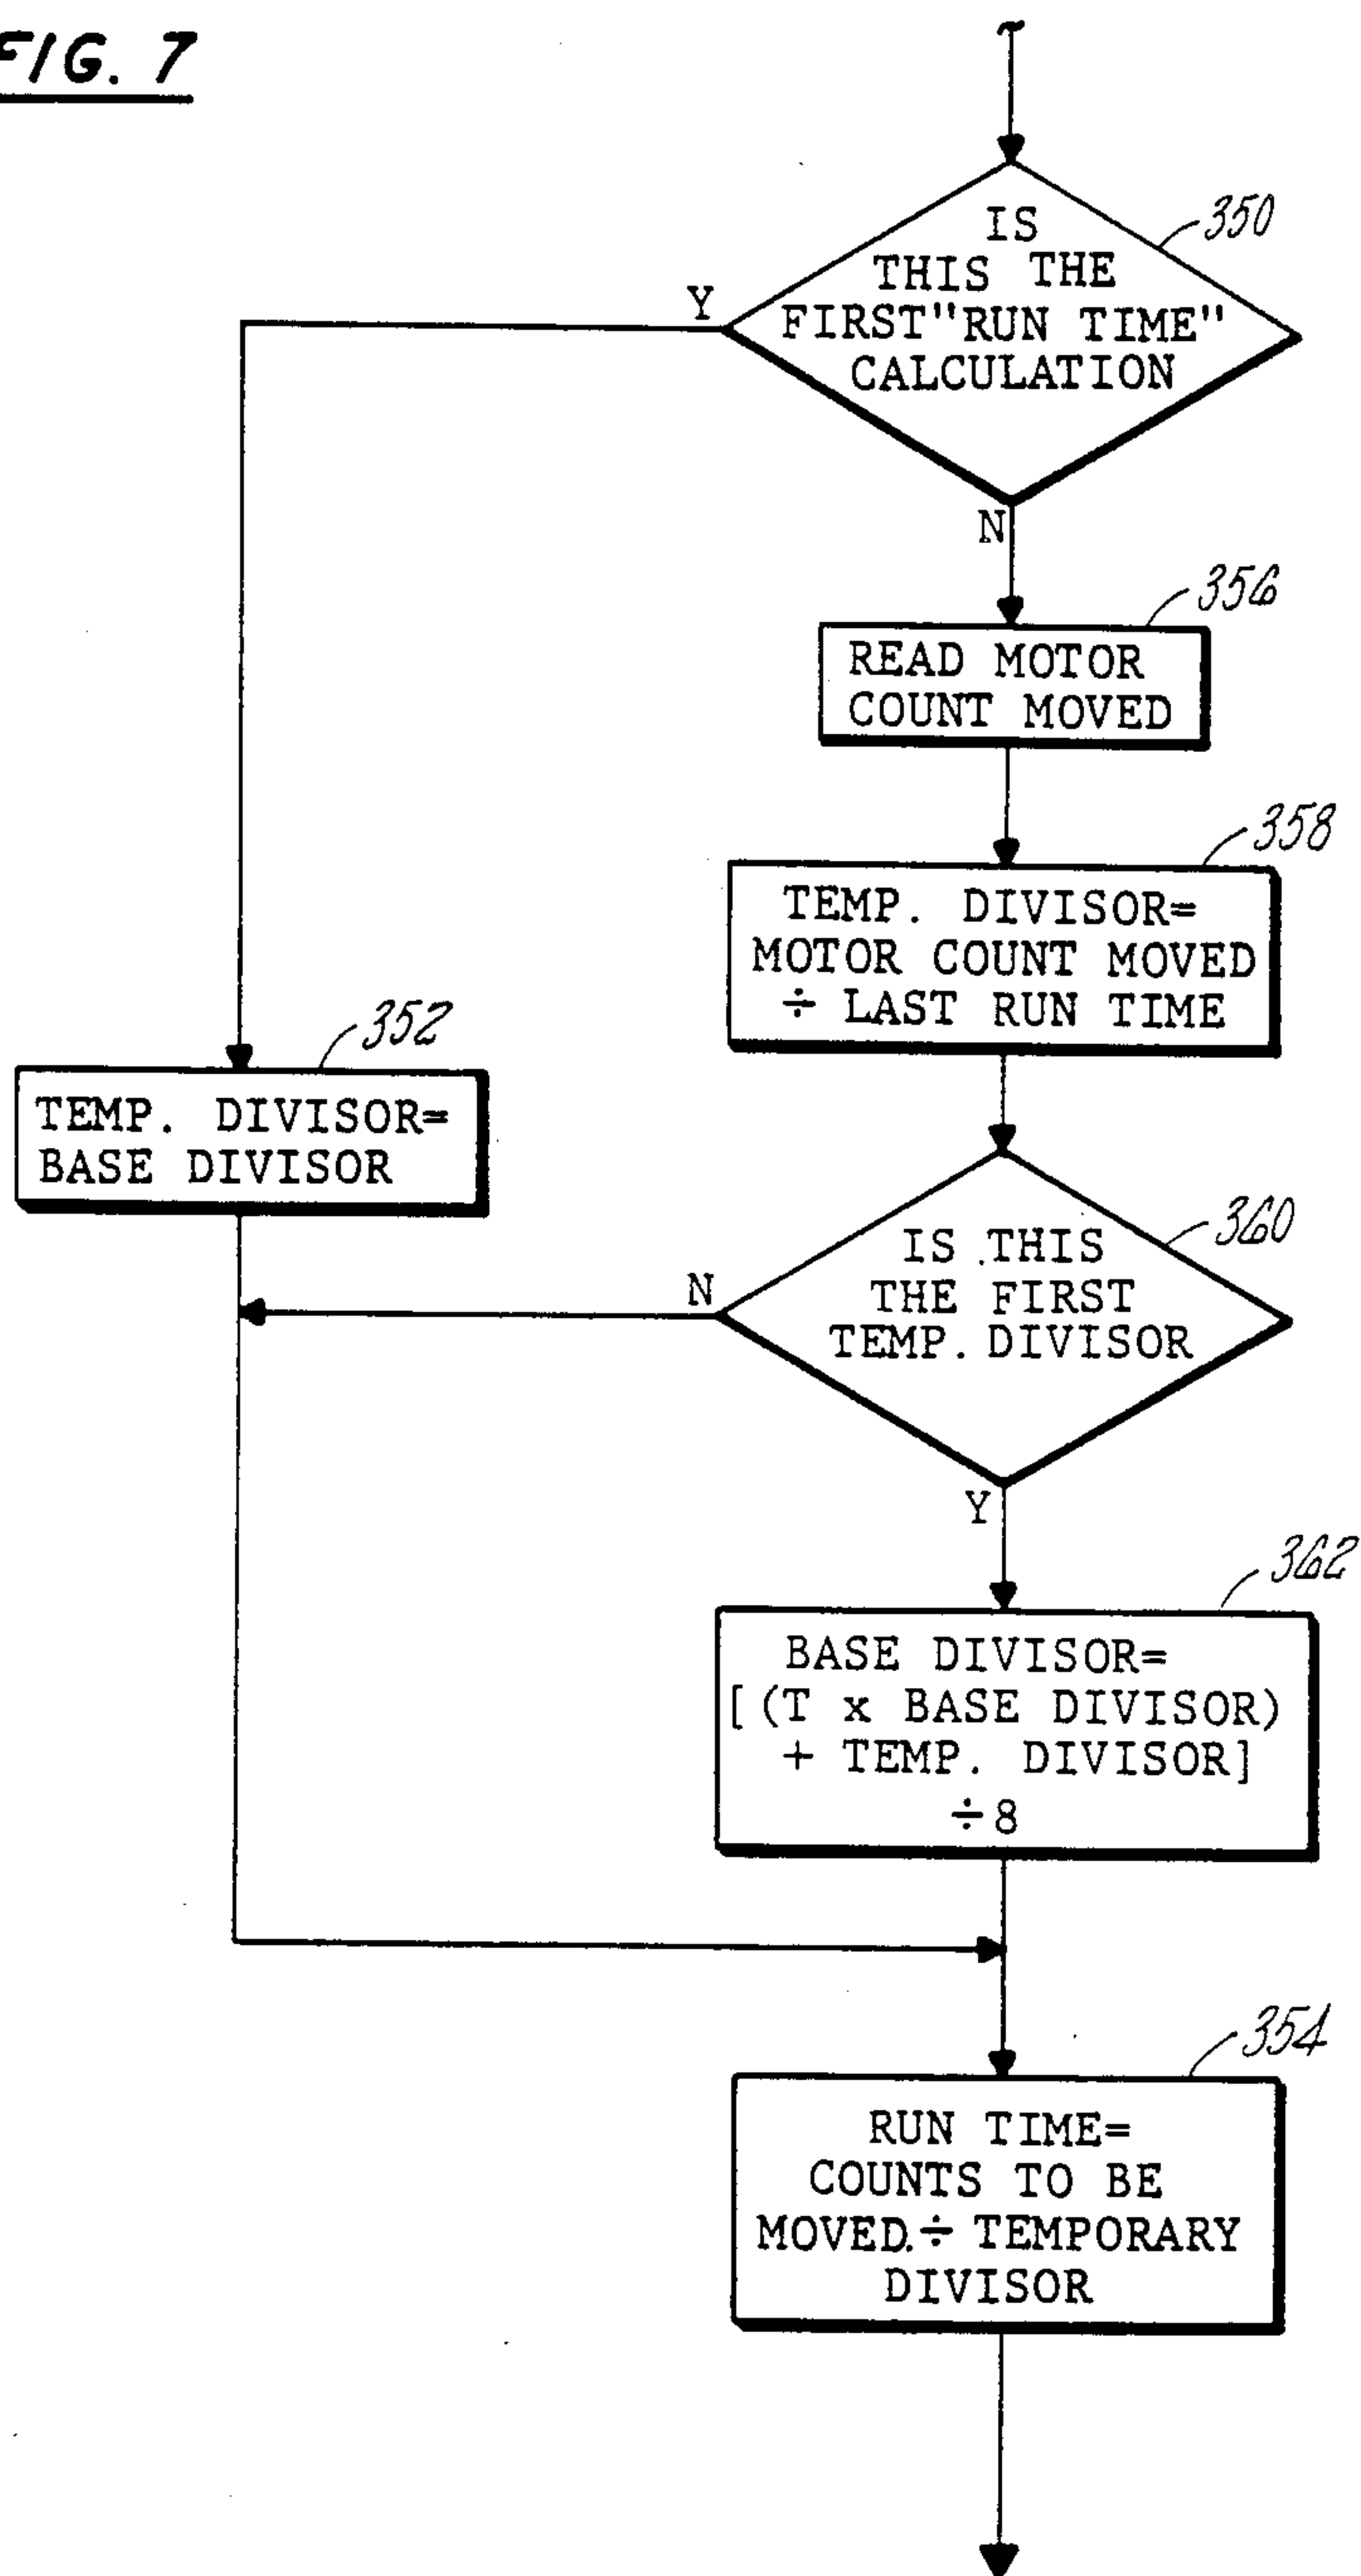 FIG. 7
IS
THIS THE
FIRST"RUN TIME"
CALCULATION
350
Y
N
356
READ MOTOR
COUNT MOVED
358
TEMP. DIVISOR=
MOTOR COUNT MOVED
÷ LAST RUN TIME
352
TEMP. DIVISOR=
BASE DIVISOR
360
IS THIS
THE FIRST
TEMP. DIVISOR
N
Y
362
BASE DIVISOR=
[(T x BASE DIVISOR)
+ TEMP. DIVISOR]
÷8
354
RUN TIME=
COUNTS TO BE
MOVED.÷ TEMPORARY
DIVISOR